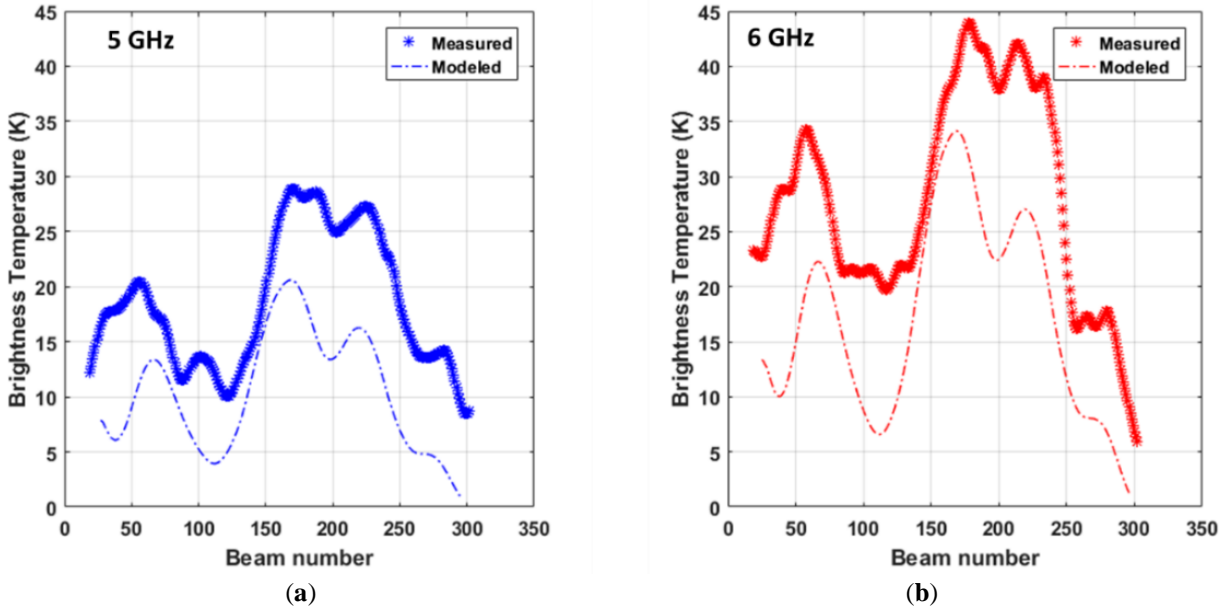 5 GHz
Measured
Modeled
45
40
35
30
25
20
15
10
5
0
0 50 100 150 200 250 300 350
Brightness Temperature (K)
Beam number
(a)
6 GHz
Measured
Modeled
45
40
35
30
25
20
15
10
5
0
0 50 100 150 200 250 300 350
Brightness Temperature (K)
Beam number
(b)